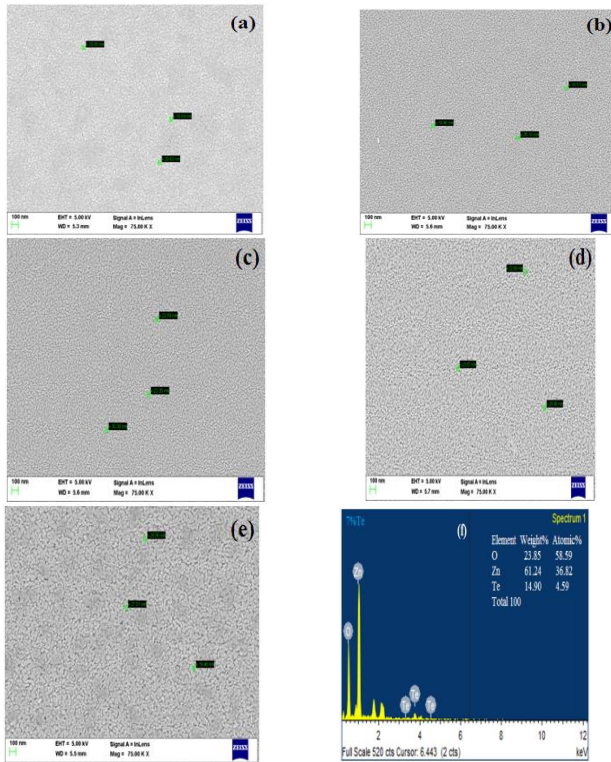 (a)
100 nm EHT = 5.00 kV Signal A = InLens ZEISS
WD = 5.3 mm Mag = 75.00 K X
(b)
100 nm EHT = 5.00 kV Signal A = InLens ZEISS
WD = 5.6 mm Mag = 75.00 K X
(c)
100 nm EHT = 5.00 kV Signal A = InLens ZEISS
WD = 5.6 mm Mag = 75.00 K X
(d)
100 nm EHT = 5.00 kV Signal A = InLens ZEISS
WD = 5.7 mm Mag = 75.00 K X
(e)
100 nm EHT = 5.00 kV Signal A = InLens ZEISS
WD = 5.5 mm Mag = 75.00 K X
7%Te (f) Spectrum 1
Element Weight% Atomic%
O 23.85 58.59
Zn 61.24 36.82
Te 14.90 4.59
Total 100
Zn
O
Te
Te Te
2 4 6 8 10 12
Full Scale 520 cts Cursor: 6.443 (2 cts) keV